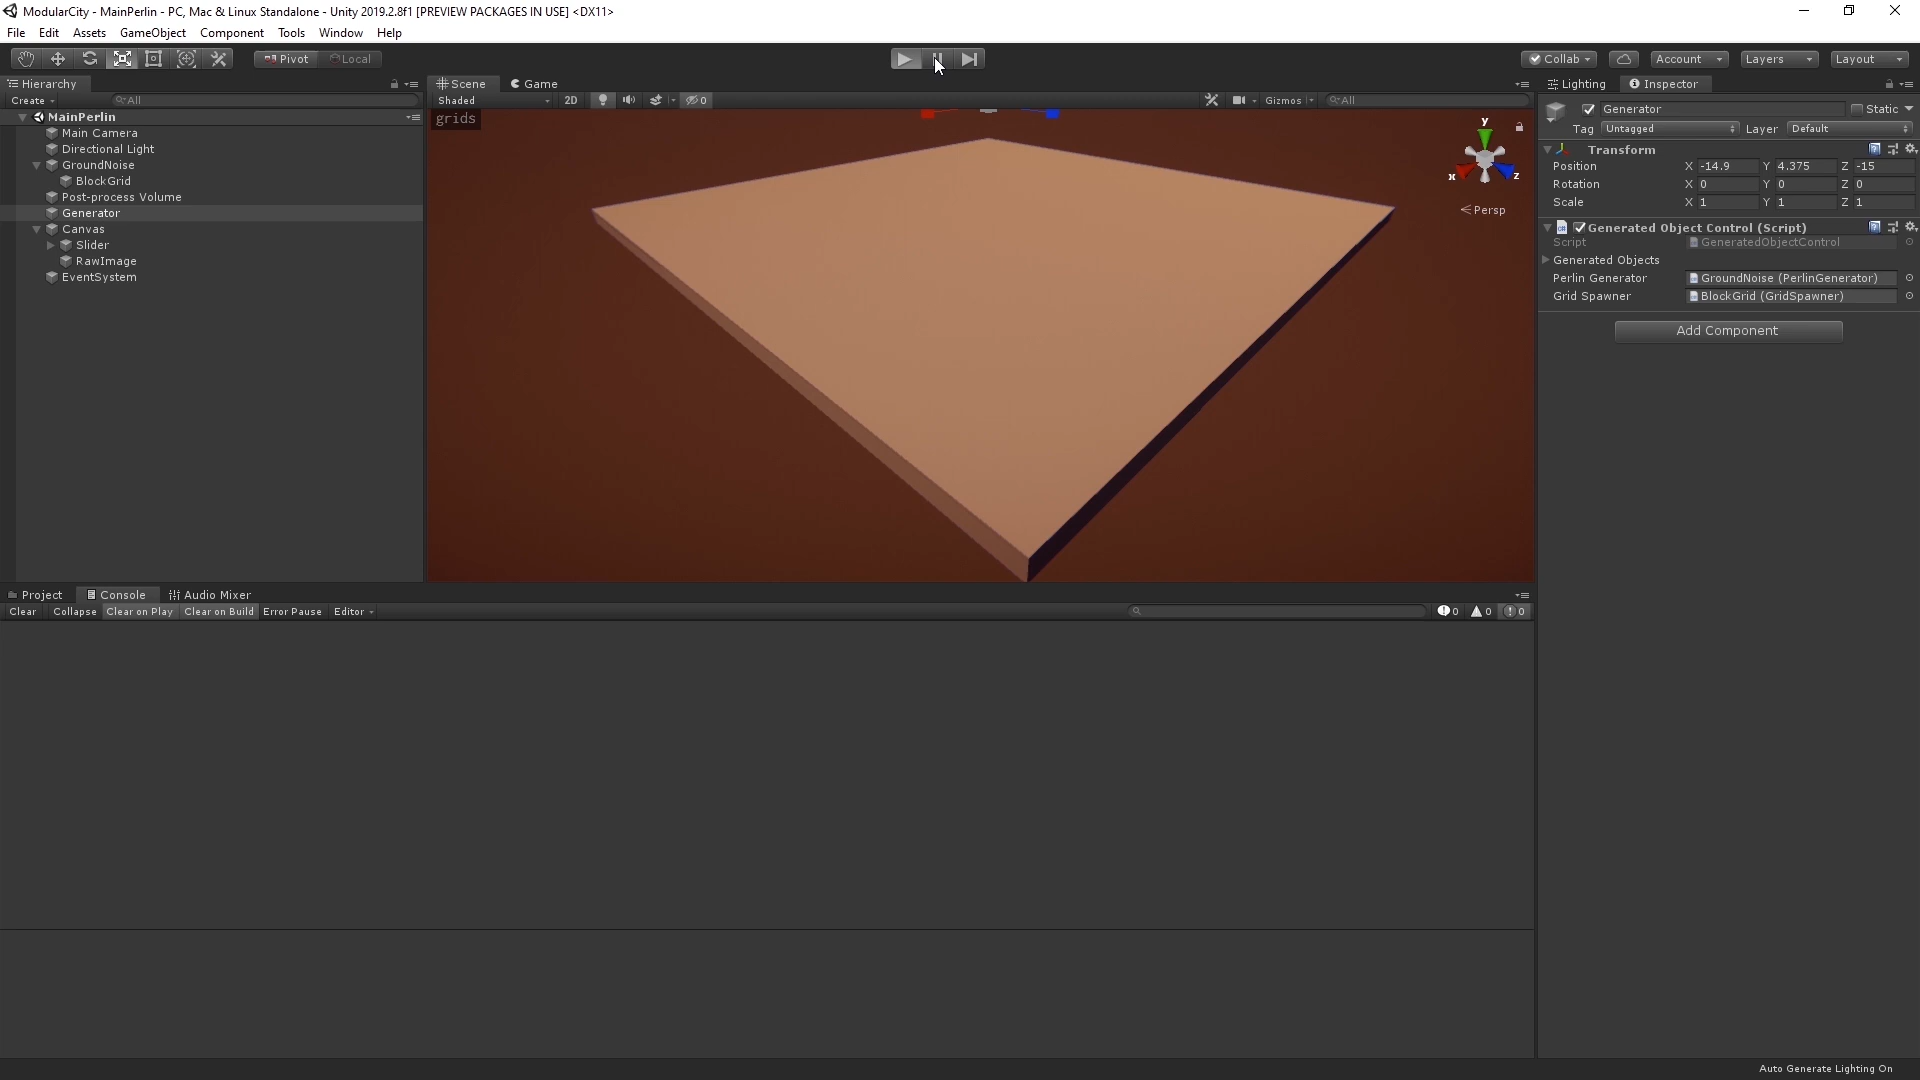 ModularCity - MainPerlin - PC, Mac & Linux Standalone - Unity 2019.2.8f1 [PREVIEW PACKAGES IN USE] <DX11>
File Edit Assets GameObject Component Tools Window Help
Pivot Local Collab Account Layers Layout
Hierarchy Scene Game Lighting Inspector
Create All Shaded 2D 0 Gizmos All
MainPerlin
Main Camera
Directional Light
GroundNoise
BlockGrid
Post-process Volume
Generator
Canvas
Slider
RawImage
EventSystem
grids
y
x
z
Persp
Generator Static
Tag Untagged Layer Default
Transform
Position X -14.9 Y 4.375 Z -15
Rotation X 0 Y 0 Z 0
Scale X 1 Y 1 Z 1
Generated Object Control (Script)
Script GeneratedObjectControl
Generated Objects
Perlin Generator GroundNoise (PerlinGenerator)
Grid Spawner BlockGrid (GridSpawner)
Add Component
Project Console Audio Mixer
Clear Collapse Clear on Play Clear on Build Error Pause Editor 0 0 0
Auto Generate Lighting On